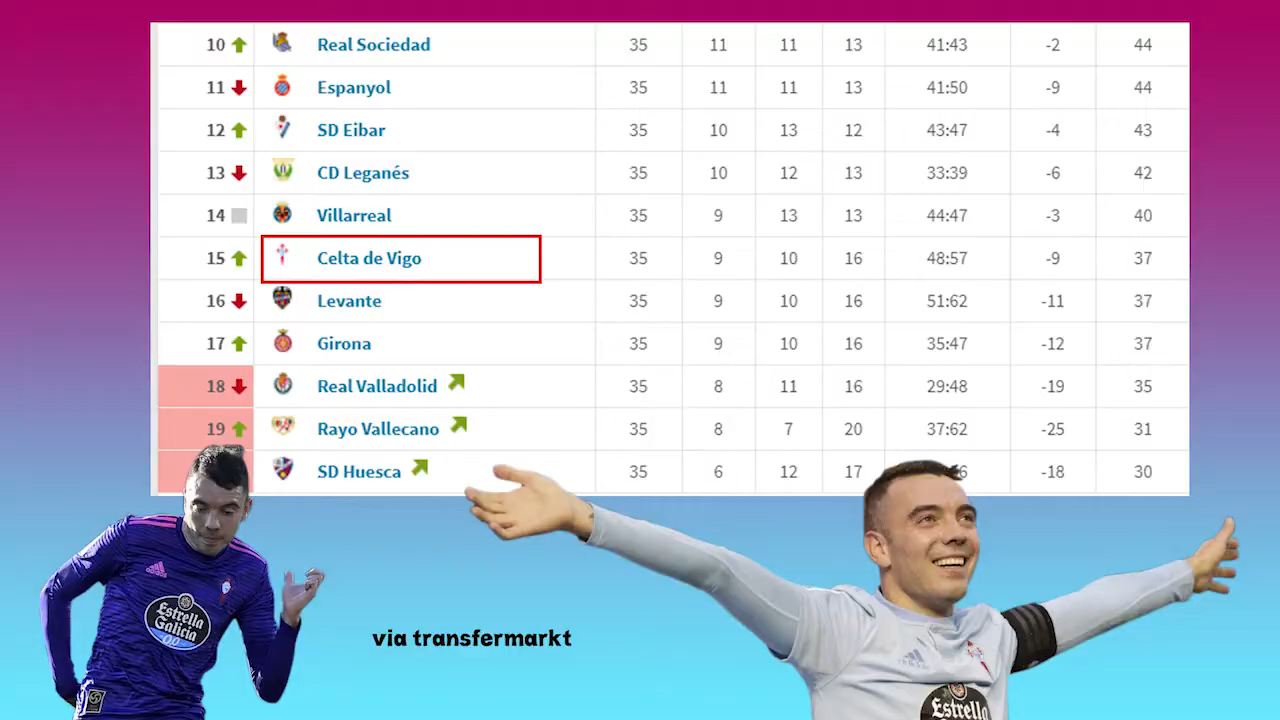 10 Real Sociedad 35 11 11 13 41:43 -2 44
11 Espanyol 35 11 11 13 41:50 -9 44
12 SD Eibar 35 10 13 12 43:47 -4 43
13 CD Leganés 35 10 12 13 33:39 -6 42
14 Villarreal 35 9 13 13 44:47 -3 40
15 Celta de Vigo 35 9 10 16 48:57 -9 37
16 Levante 35 9 10 16 51:62 -11 37
17 Girona 35 9 10 16 35:47 -12 37
18 Real Valladolid 35 8 11 16 29:48 -19 35
19 Rayo Vallecano 35 8 7 20 37:62 -25 31
SD Huesca 35 6 12 17 -18 30
Estrella
Galicia
0,0
via transfermarkt
adidas
Estrella